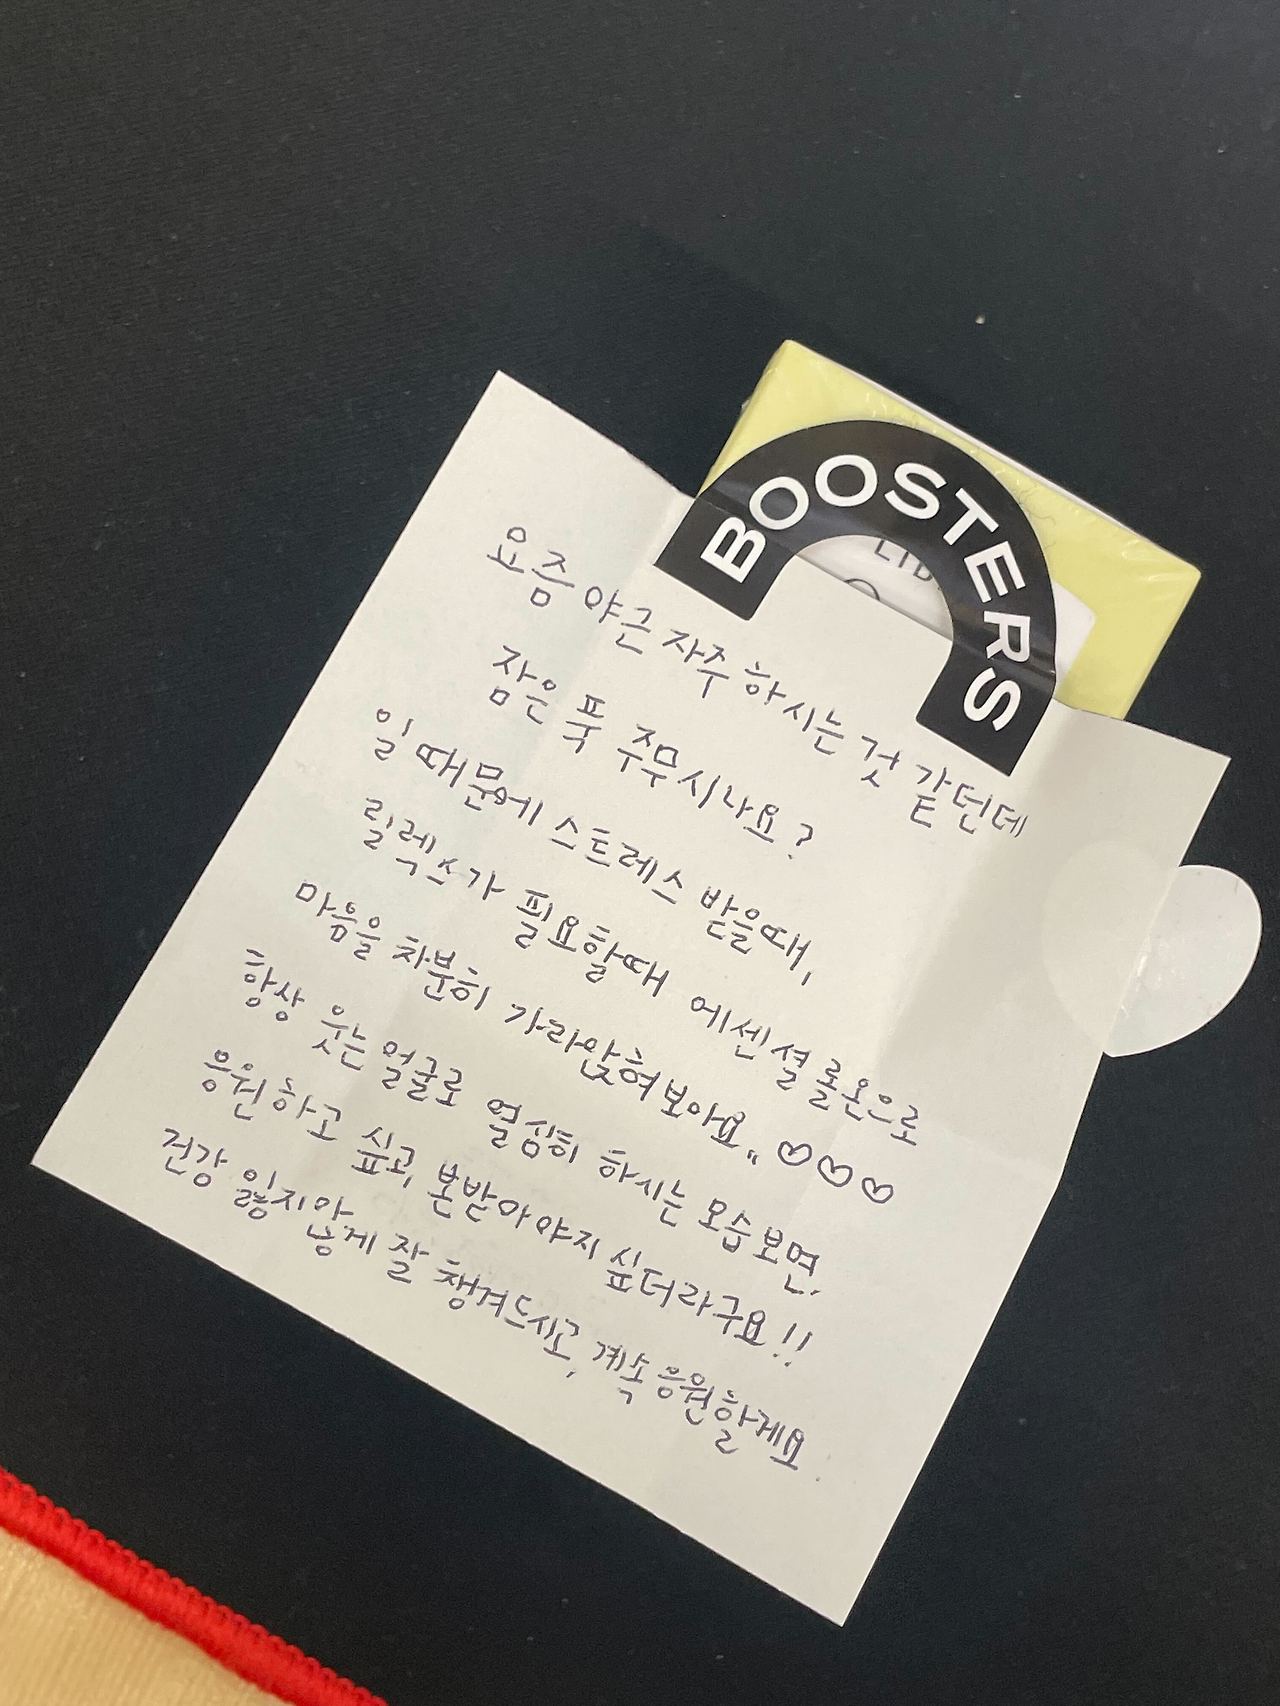 BOOSTERS
요즘 야근 자주 하시는 것 같던데
잠은 푹 주무시나요?
일 때문에 스트레스 받을때,
릴렉스가 필요할때 에센셜 롤온으로
마음을 차분히 가라앉혀보아요.. ♡♡♡
항상 웃는 얼굴로 열심히 하시는 모습 보면,
응원하고 싶고, 본받아야지 싶더라구요!!
건강 잃지않게 잘 챙겨드시고, 계속 응원할게요